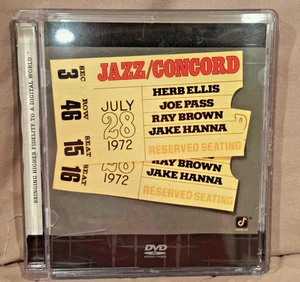 BRINGING HIGHER FIDELITY TO A DIGITAL WORLD
JAZZ/CONCORD
HERB ELLIS
JOE PASS
RAY BROWN
JAKE HANNA
RESERVED SEATING
JULY
28
1972
SEC
3
ROW
46
SEAT
15
SEAT
16
28
1972
RAY BROWN
JAKE HANNA
RESERVED SEATING
DVD